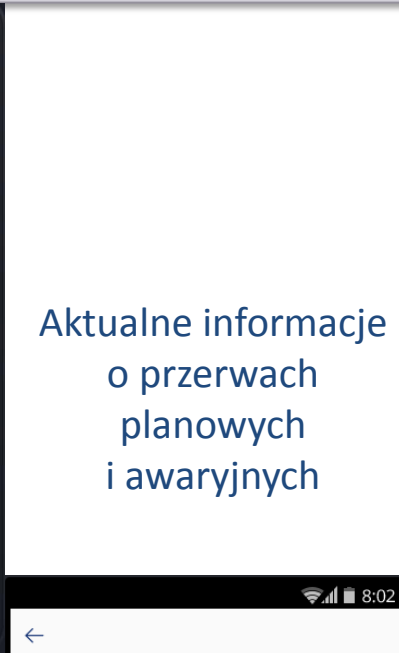 Aktualne informacje
o przerwach
planowych
i awaryjnych
8:02